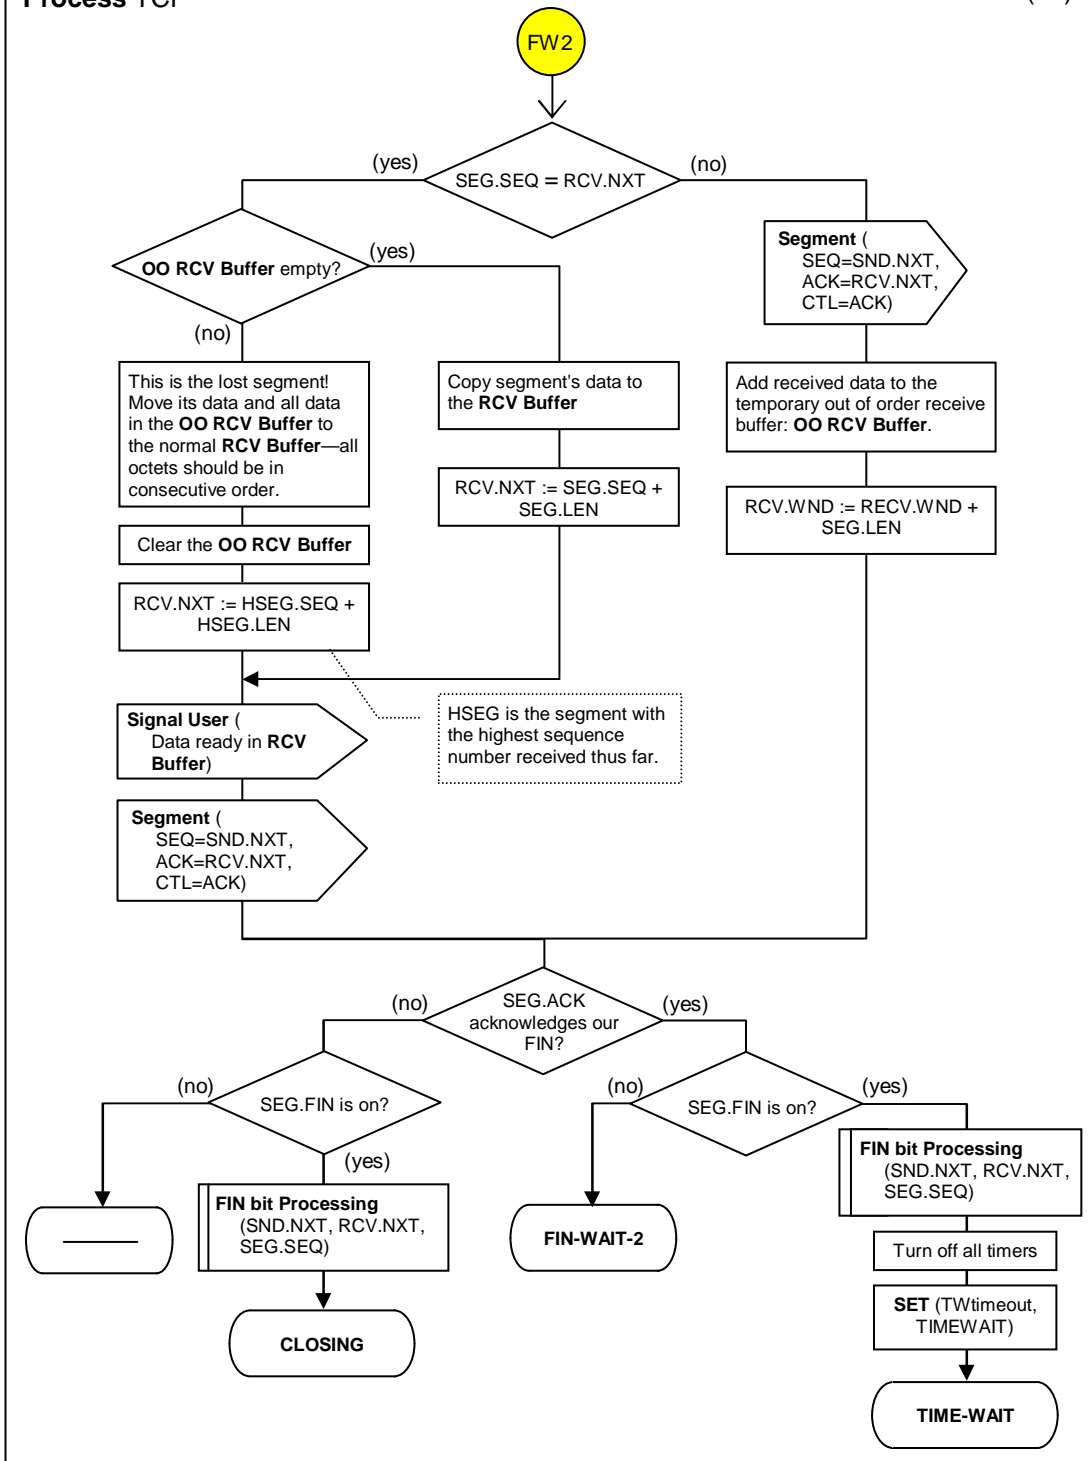 Process TCP
FW2
(yes)
SEG.SEQ = RCV.NXT
(no)
OO RCV Buffer empty?
(yes)
(no)
Segment (
SEQ=SND.NXT,
ACK=RCV.NXT,
CTL=ACK)
This is the lost segment!
Move its data and all data
in the OO RCV Buffer to
the normal RCV Buffer—all
octets should be in
consecutive order.
Copy segment's data to
the RCV Buffer
Add received data to the
temporary out of order receive
buffer: OO RCV Buffer.
RCV.NXT := SEG.SEQ +
SEG.LEN
RCV.WND := RECV.WND +
SEG.LEN
Clear the OO RCV Buffer
RCV.NXT := HSEG.SEQ +
HSEG.LEN
HSEG is the segment with
the highest sequence
number received thus far.
Signal User (
Data ready in RCV
Buffer)
Segment (
SEQ=SND.NXT,
ACK=RCV.NXT,
CTL=ACK)
(no)
SEG.ACK
acknowledges our
FIN?
(yes)
(no)
SEG.FIN is on?
(yes)
(no)
SEG.FIN is on?
(yes)
FIN bit Processing
(SND.NXT, RCV.NXT,
SEG.SEQ)
CLOSING
FIN-WAIT-2
FIN bit Processing
(SND.NXT, RCV.NXT,
SEG.SEQ)
Turn off all timers
SET (TWtimeout,
TIMEWAIT)
TIME-WAIT